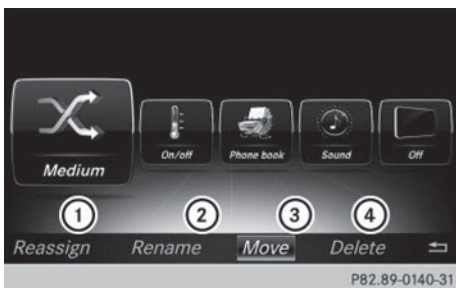 Medium
On/off
Phone book
Sound
Off
1
2
3
4
Reassign
Rename
Move
Delete
P82.89-0140-31